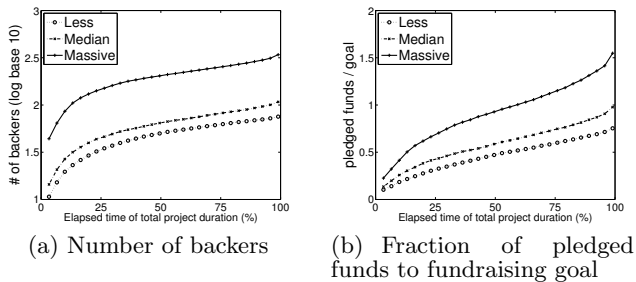 3
2.5
2
1.5
1
0 25 50 75 100
# of backers (log base 10)
Elapsed time of total project duration (%)
Less
Median
Massive
(a) Number of backers
2
1.5
1
0.5
0
0 25 50 75 100
pledged funds / goal
Elapsed time of total project duration (%)
Less
Median
Massive
(b) Fraction of pledged
funds to fundraising goal